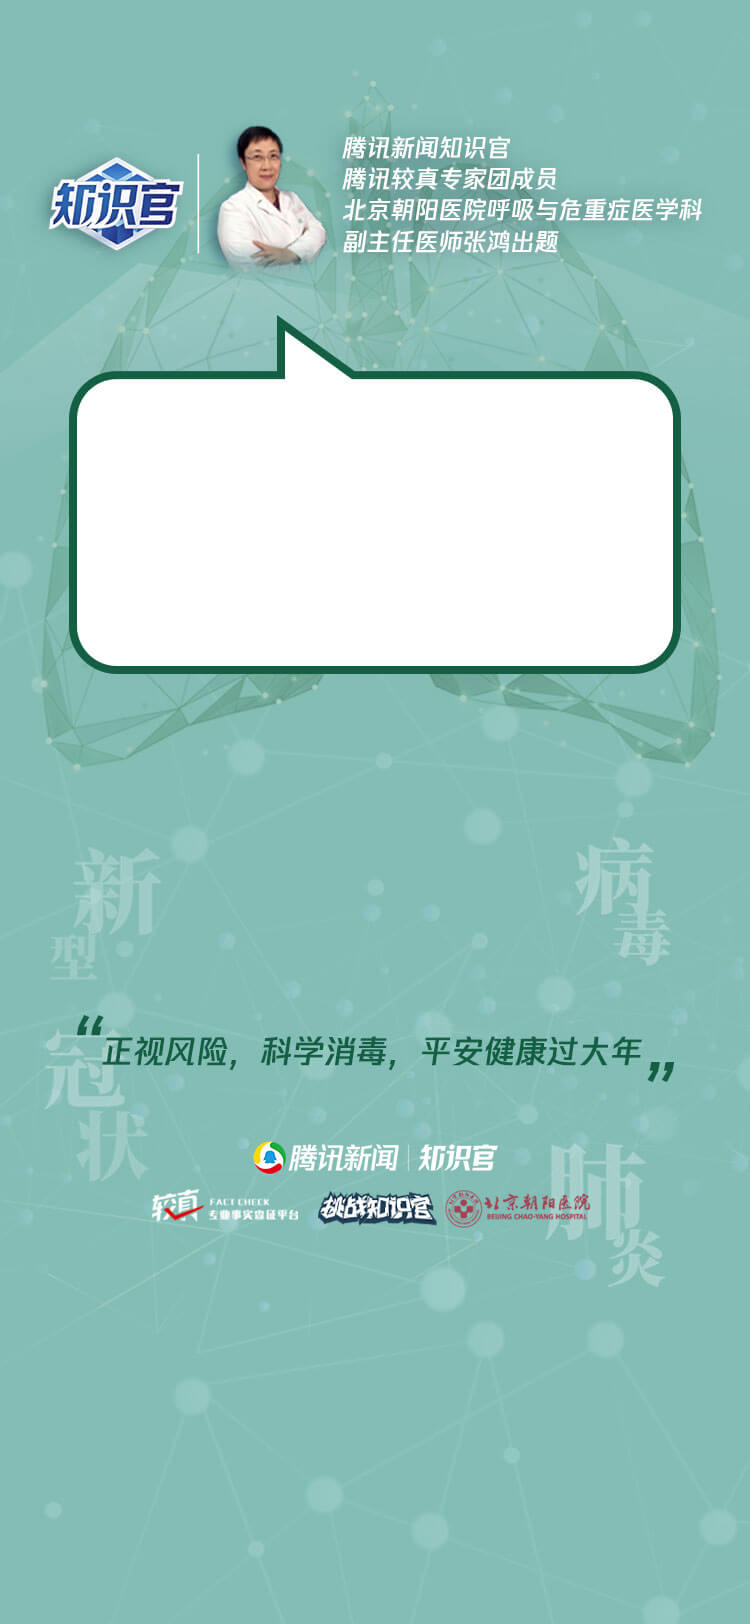 知识官
腾讯新闻知识官
腾讯较真专家团成员
北京朝阳医院呼吸与危重症医学科
副主任医师张鸿出题
新型
冠状
病毒
肺炎
“正视风险，科学消毒，平安健康过大年”
腾讯新闻 知识官
较真 FACT CHECK 专业事实查证平台
挑战知识官
北京朝阳医院
BEIJING CHAO-YANG HOSPITAL